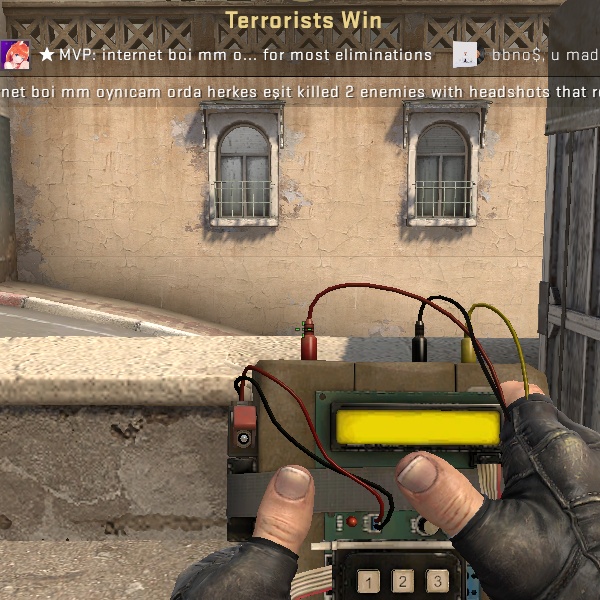 Terrorists Win
★ MVP: internet boi mm o... for most eliminations
bbno$, u mad
net boi mm oynıcam orda herkes eşit killed 2 enemies with headshots that r
1 2 3